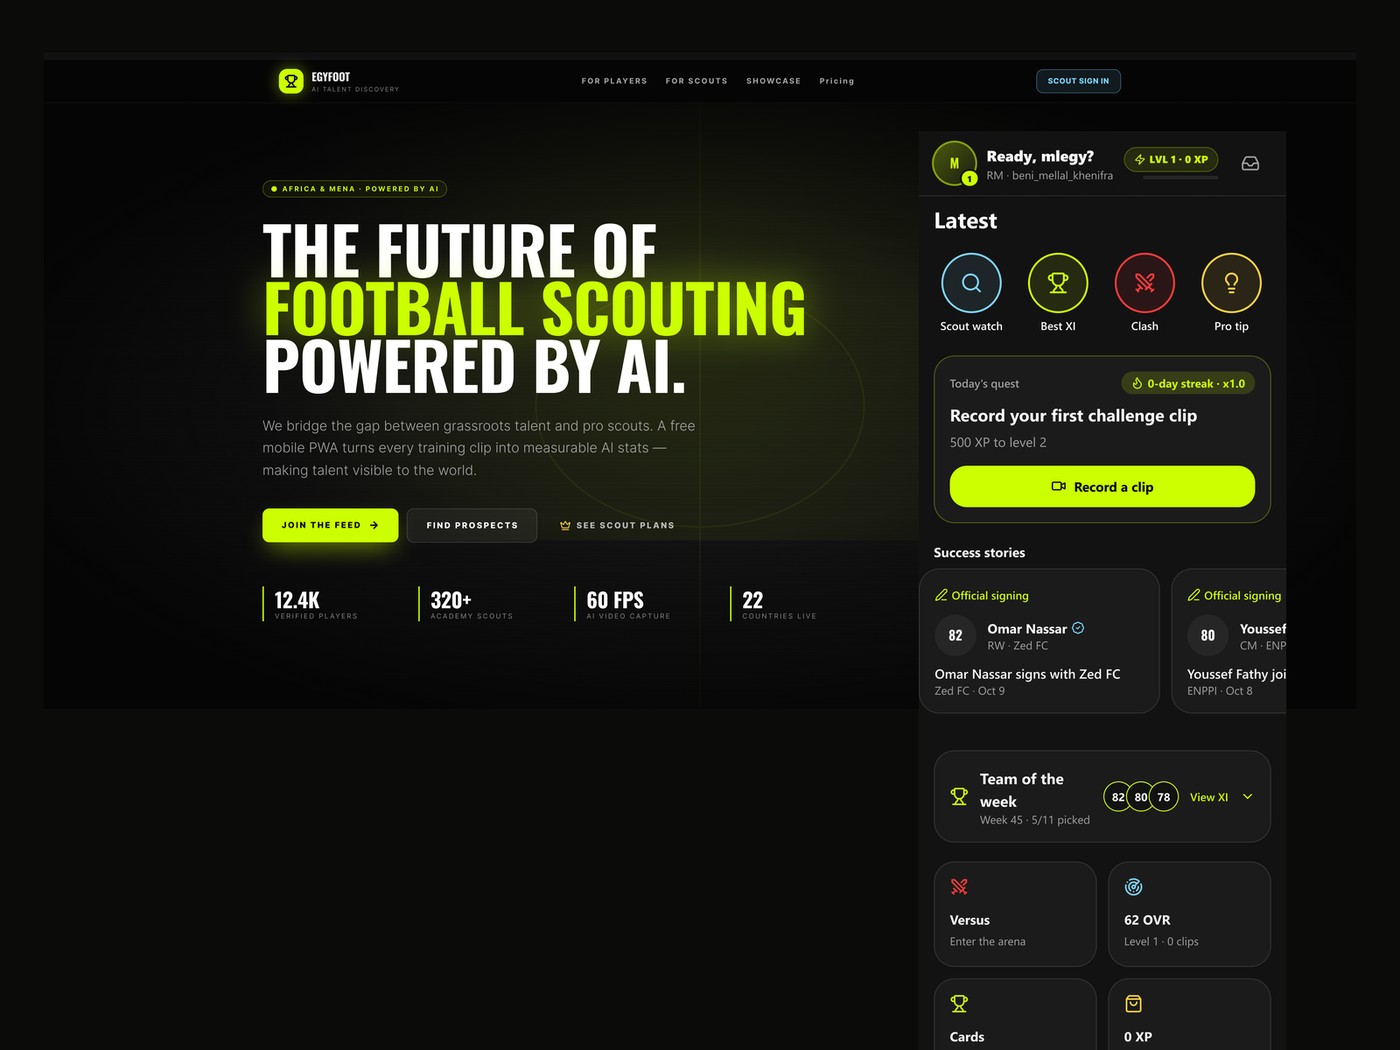 EGYFOOT
AI TALENT DISCOVERY
FOR PLAYERS
FOR SCOUTS
SHOWCASE
Pricing
SCOUT SIGN IN
AFRICA & MENA · POWERED BY AI
THE FUTURE OF
FOOTBALL SCOUTING
POWERED BY AI.
We bridge the gap between grassroots talent and pro scouts. A free
mobile PWA turns every training clip into measurable AI stats —
making talent visible to the world.
JOIN THE FEED →
FIND PROSPECTS
SEE SCOUT PLANS
12.4K
VERIFIED PLAYERS
320+
ACADEMY SCOUTS
60 FPS
AI VIDEO CAPTURE
22
COUNTRIES LIVE
M
1
Ready, mlegy?
RM · beni_mellal_khenifra
LVL 1 · 0 XP
Latest
Scout watch
Best XI
Clash
Pro tip
Today's quest
0-day streak · x1.0
Record your first challenge clip
500 XP to level 2
Record a clip
Success stories
Official signing
82
Omar Nassar
RW · Zed FC
Omar Nassar signs with Zed FC
Zed FC · Oct 9
Official signing
80
Youssef
CM · ENP
Youssef Fathy joi
ENPPI · Oct 8
Team of the
week
Week 45 · 5/11 picked
82
80
78
View XI
Versus
Enter the arena
62 OVR
Level 1 · 0 clips
Cards
0 XP